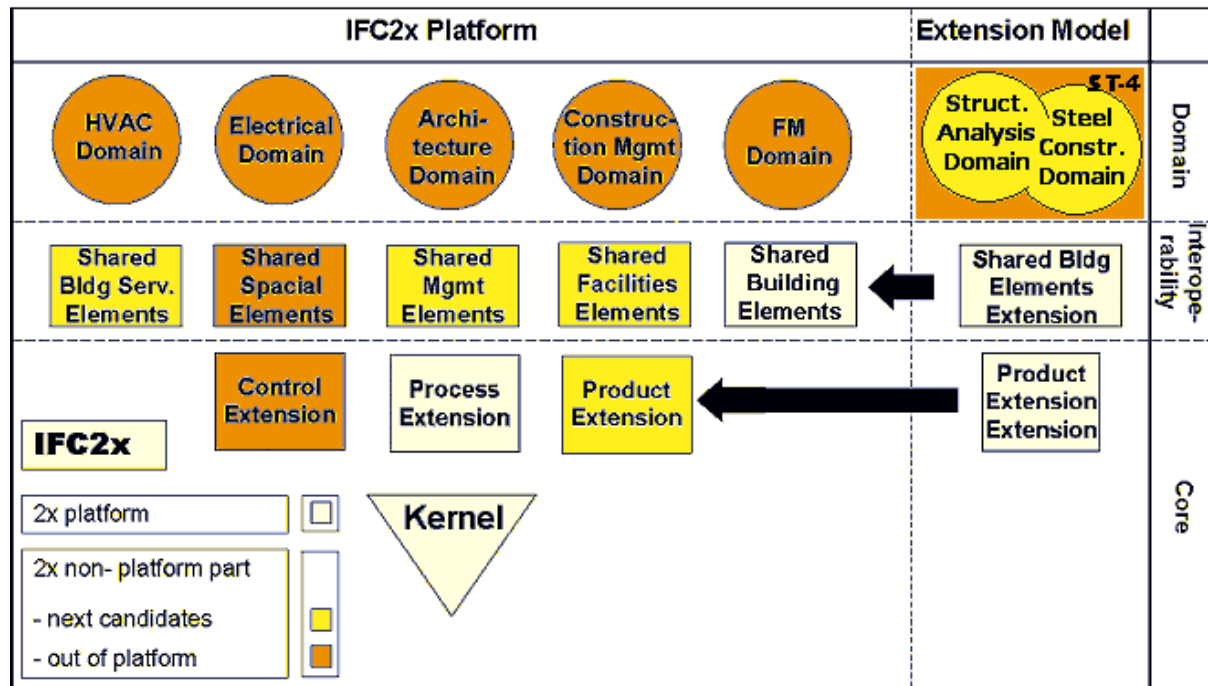 IFC2x Platform
Extension Model
HVAC
Domain
Electrical
Domain
Archi-
tecture
Domain
Construc-
tion Mgmt
Domain
FM
Domain
ST-4
Struct.
Analysis
Domain
Steel
Constr.
Domain
Domain
Shared
Bldg Serv.
Elements
Shared
Spacial
Elements
Shared
Mgmt
Elements
Shared
Facilities
Elements
Shared
Building
Elements
Shared Bldg
Elements
Extension
Interope-
rability
Control
Extension
Process
Extension
Product
Extension
Product
Extension
Extension
Core
IFC2x
2x platform
2x non- platform part
- next candidates
- out of platform
Kernel